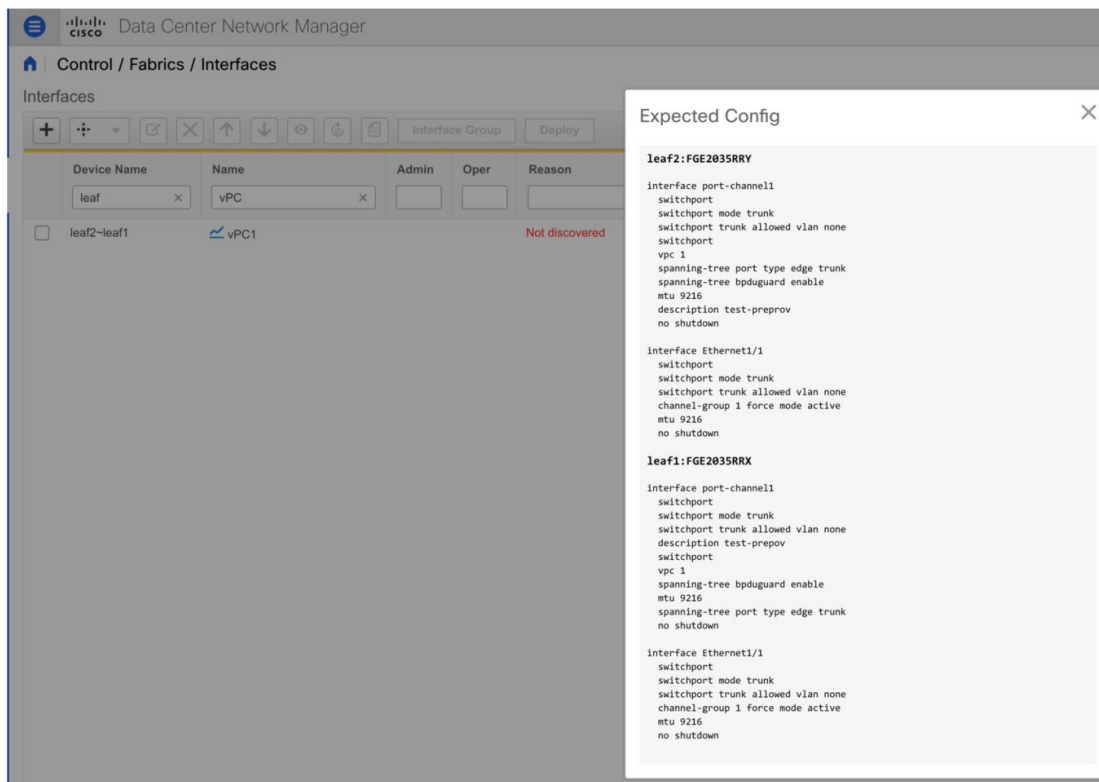 CISCO Data Center Network Manager
Control / Fabrics / Interfaces
Interfaces
Interface Group
Deploy
Device Name Name Admin Oper Reason
leaf × vPC ×
leaf2~leaf1 vPC1 Not discovered
Expected Config
leaf2:FGE2035RRY
interface port-channel1
switchport
switchport mode trunk
switchport trunk allowed vlan none
switchport
vpc 1
spanning-tree port type edge trunk
spanning-tree bpduguard enable
mtu 9216
description test-preprov
no shutdown
interface Ethernet1/1
switchport
switchport mode trunk
switchport trunk allowed vlan none
channel-group 1 force mode active
mtu 9216
no shutdown
leaf1:FGE2035RRX
interface port-channel1
switchport
switchport mode trunk
switchport trunk allowed vlan none
description test-prepov
switchport
vpc 1
spanning-tree bpduguard enable
mtu 9216
spanning-tree port type edge trunk
no shutdown
interface Ethernet1/1
switchport
switchport mode trunk
switchport trunk allowed vlan none
channel-group 1 force mode active
mtu 9216
no shutdown